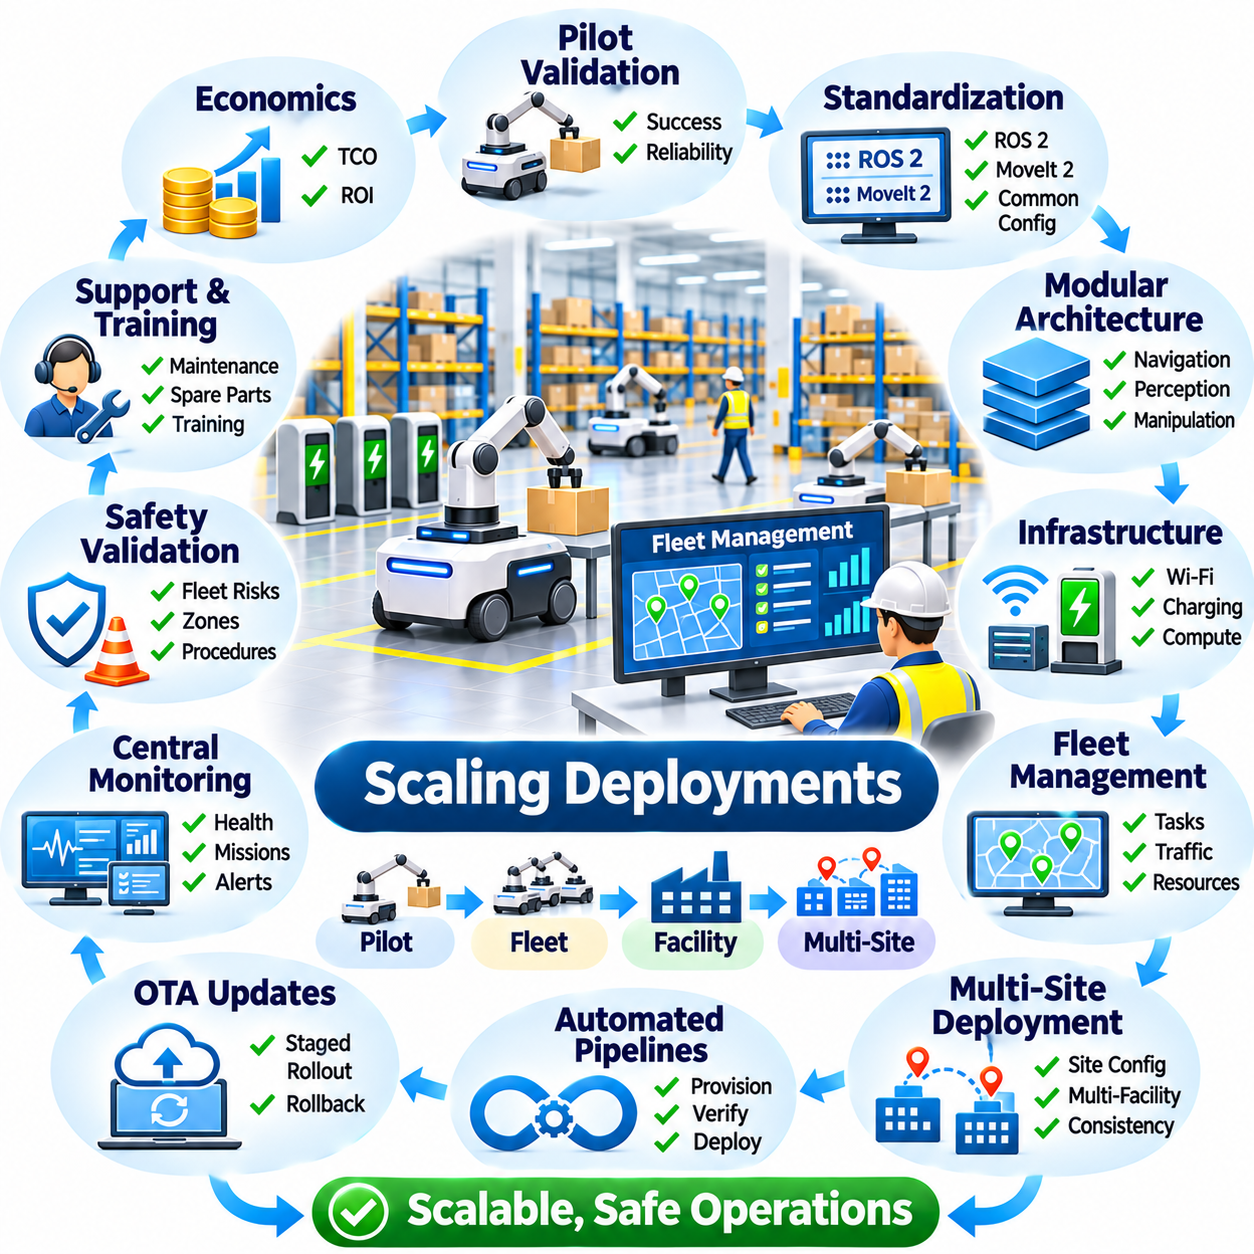 Pilot
Validation
Success
Reliability
Economics
TCO
ROI
Standardization
ROS 2
MoveIt 2
ROS 2
MoveIt 2
Common
Config
Support &
Training
Maintenance
Spare Parts
Training
Modular
Architecture
Navigation
Perception
Manipulation
Safety
Validation
Fleet Risks
Zones
Procedures
Fleet Management
Infrastructure
Wi-Fi
Charging
Compute
Central
Monitoring
Health
Missions
Alerts
Scaling Deployments
Fleet
Management
Tasks
Traffic
Resources
Pilot
Fleet
Facility
Multi-Site
OTA Updates
Staged
Rollout
Rollback
Automated
Pipelines
Provision
Verify
Deploy
Multi-Site
Deployment
Site Config
Multi-Facility
Consistency
Scalable, Safe Operations